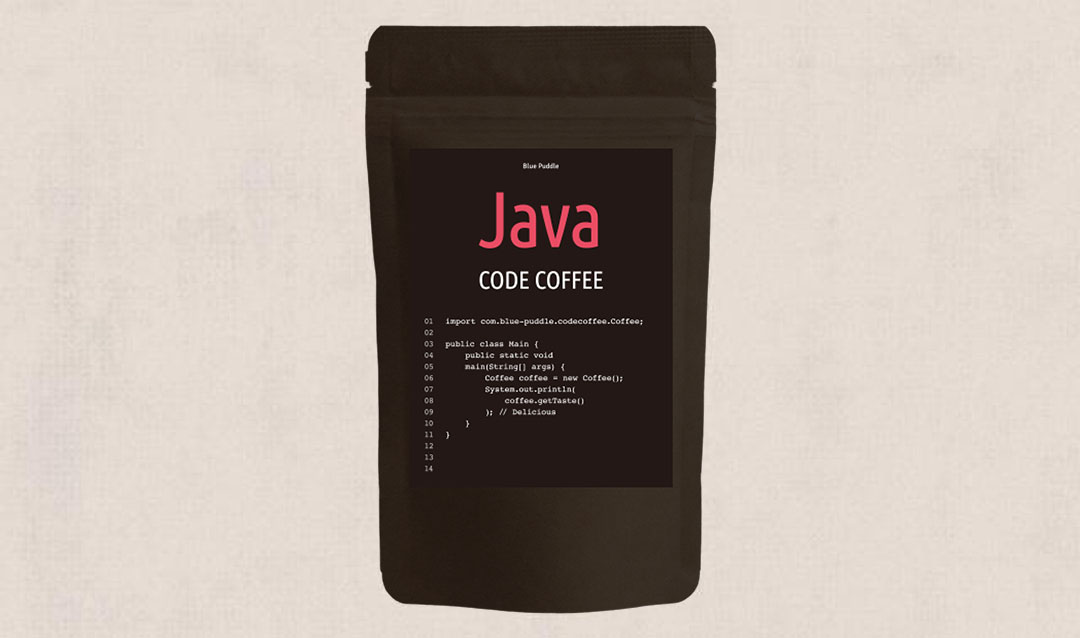 Blue Puddle
Java
CODE COFFEE
01 import com.blue-puddle.codecoffee.Coffee;
02
03 public class Main {
04     public static void
05     main(String[] args) {
06         Coffee coffee = new Coffee();
07         System.out.println(
08             coffee.getTaste()
09         ); // Delicious
10     }
11 }
12
13
14